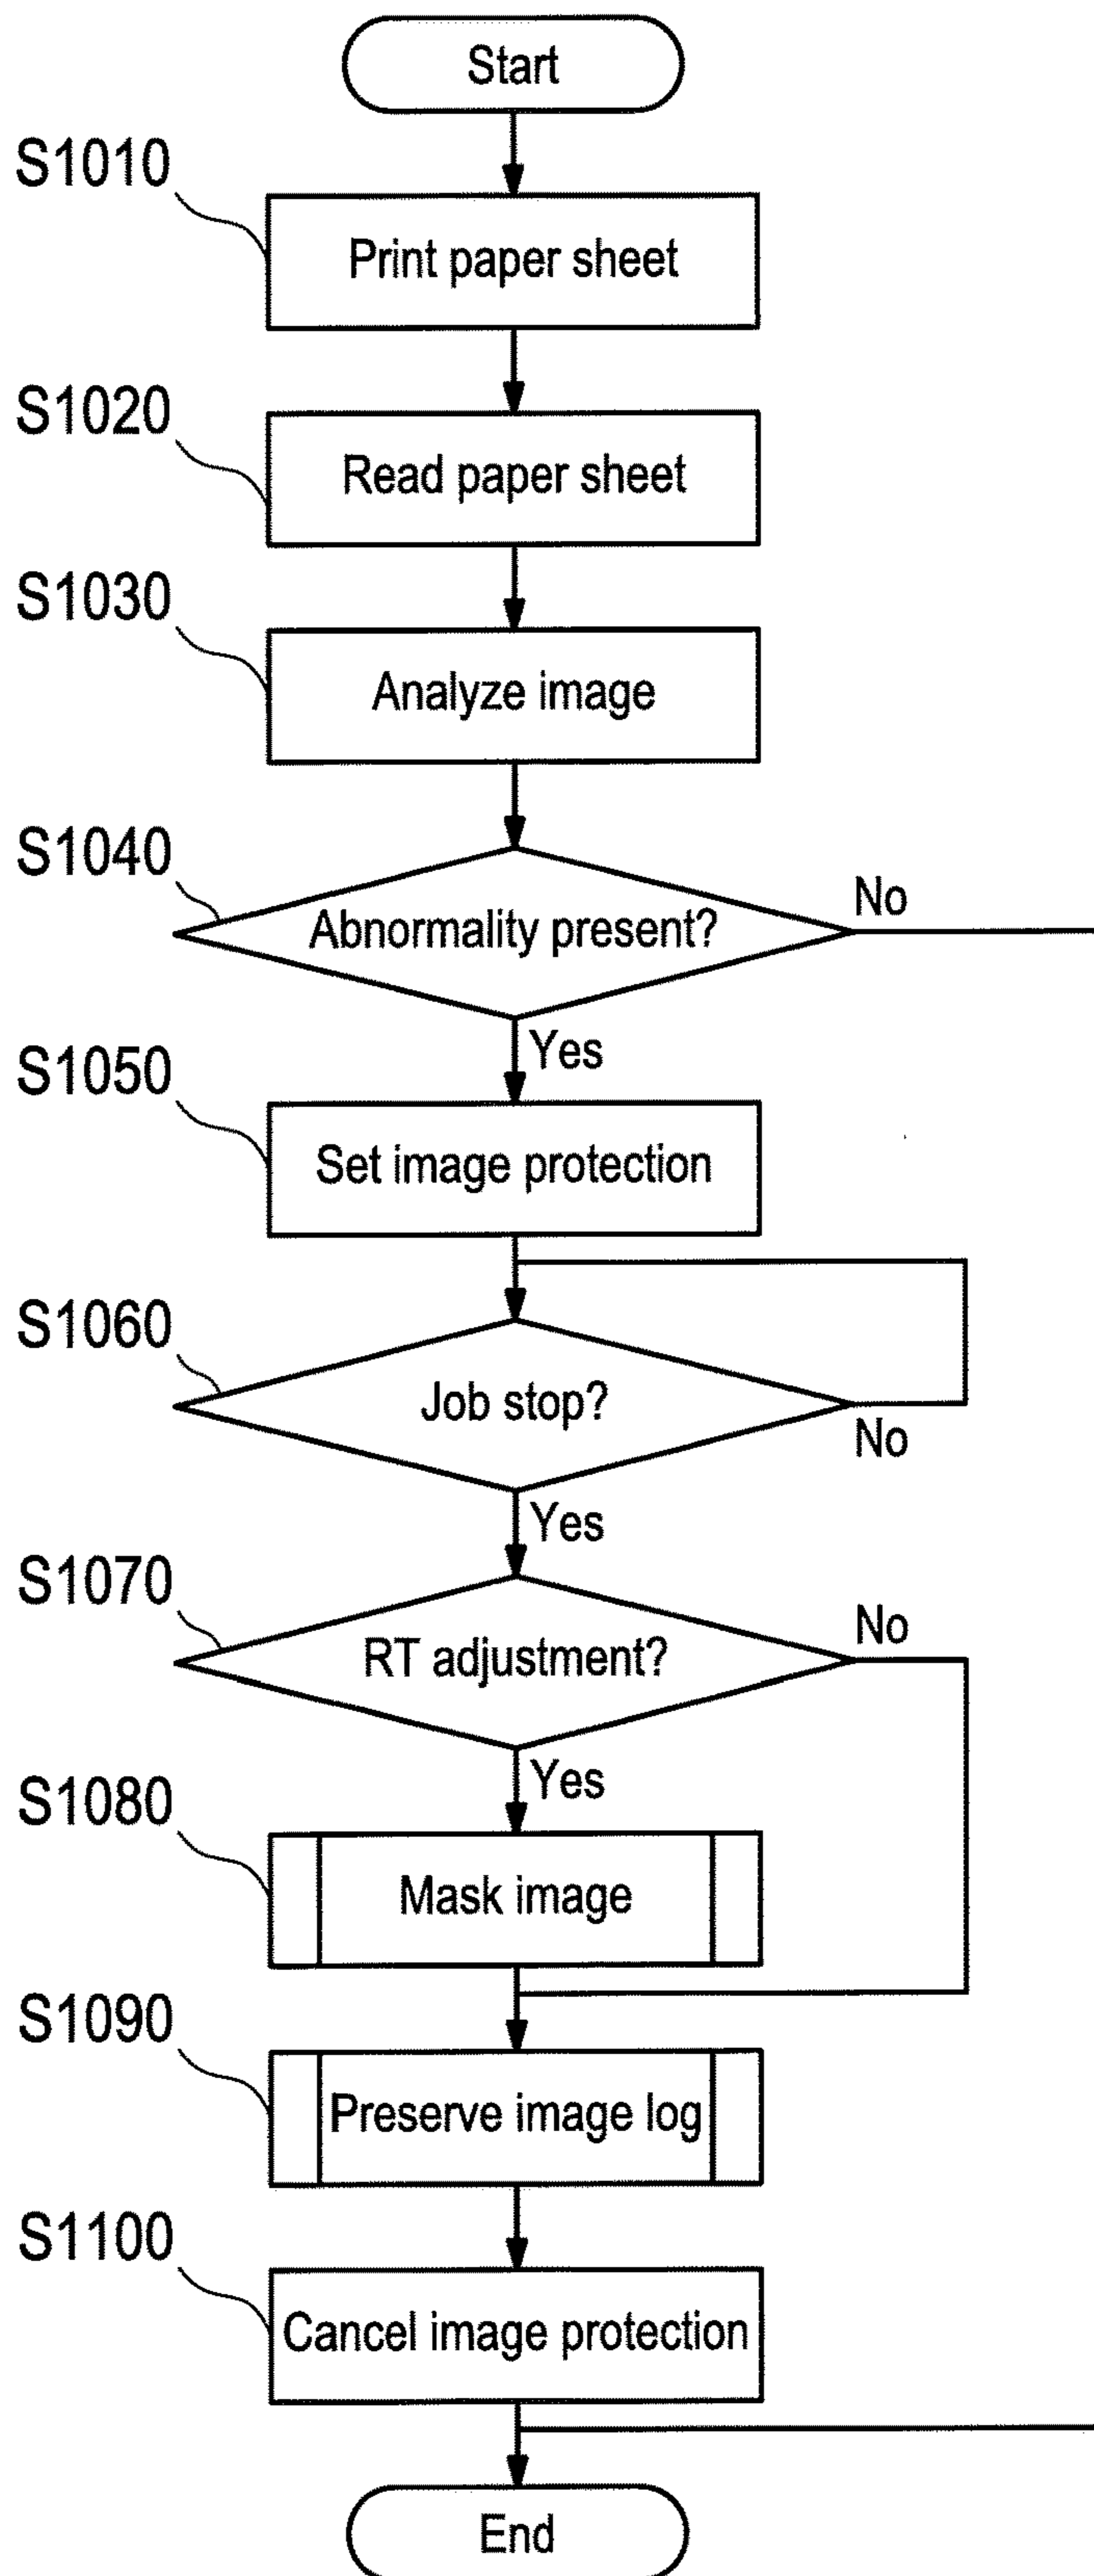 Start
S1010
Print paper sheet
S1020
Read paper sheet
S1030
Analyze image
S1040
Abnormality present?
No
Yes
S1050
Set image protection
S1060
Job stop?
No
Yes
S1070
RT adjustment?
No
Yes
S1080
Mask image
S1090
Preserve image log
S1100
Cancel image protection
End